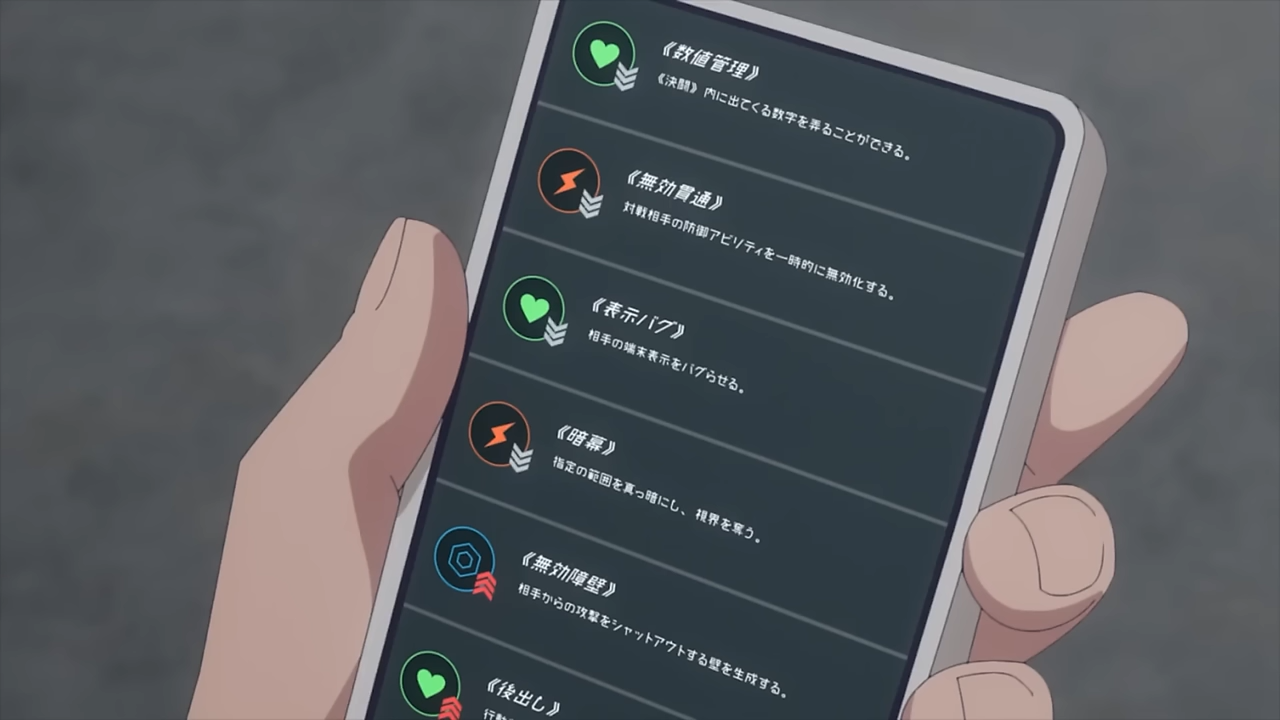 《数値管理》
《決闘》内に出てくる数字を弄ることができる。
《無効貫通》
対戦相手の防御アビリティを一時的に無効化する。
《表示バグ》
相手の端末表示をバグらせる。
《暗幕》
指定の範囲を真っ暗にし、視界を奪う。
《無効障壁》
相手からの攻撃をシャットアウトする壁を生成する。
《後出し》
行動